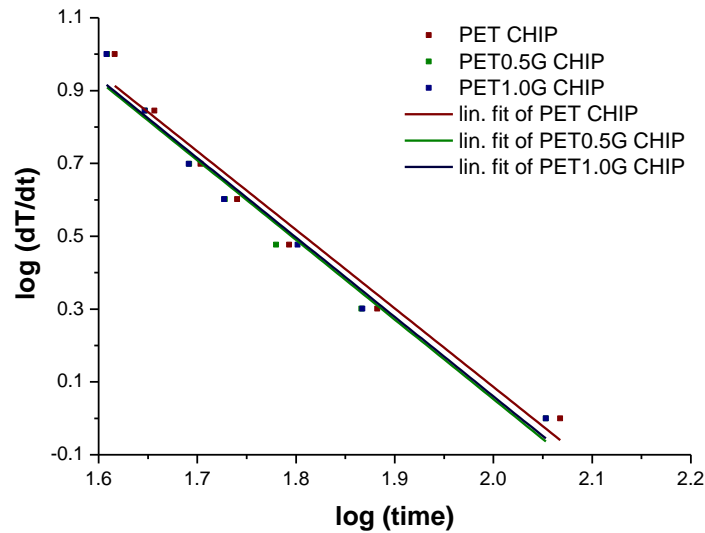 1.1
0.9
0.7
0.5
0.3
0.1
-0.1
1.6 1.7 1.8 1.9 2.0 2.1 2.2
log (dT/dt)
log (time)
PET CHIP
PET0.5G CHIP
PET1.0G CHIP
lin. fit of PET CHIP
lin. fit of PET0.5G CHIP
lin. fit of PET1.0G CHIP